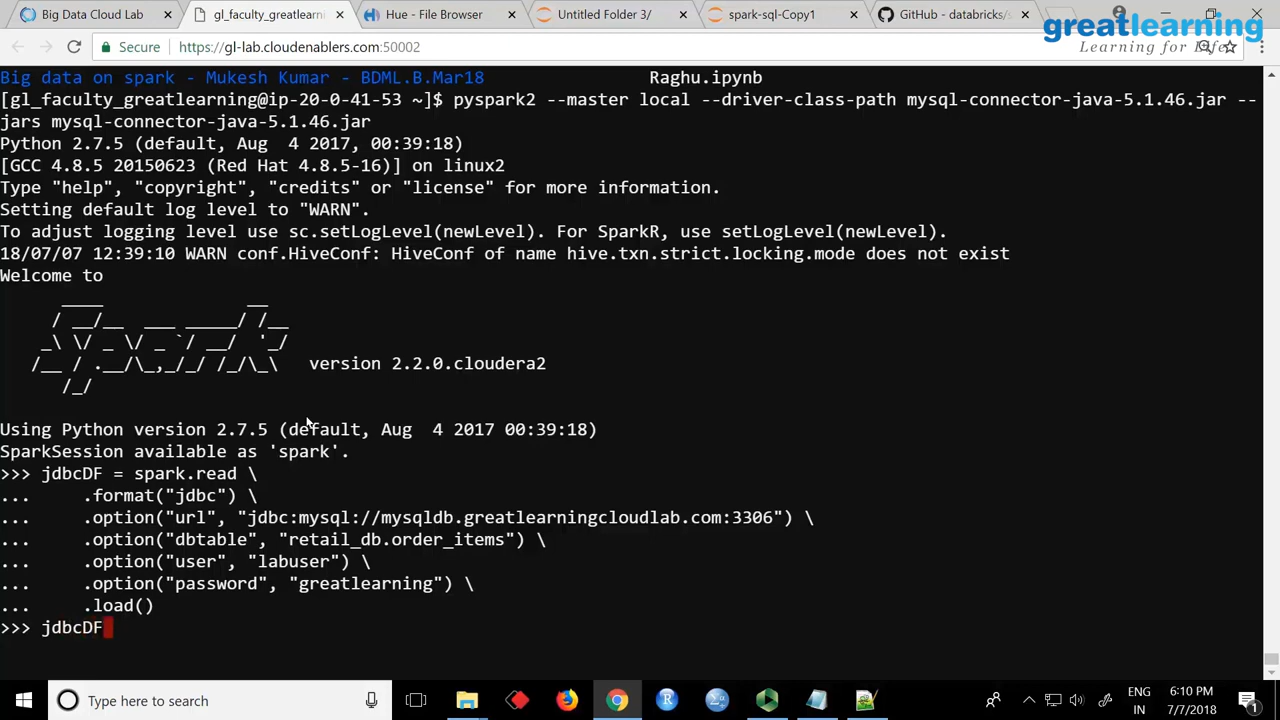 Big Data Cloud Lab
gl_faculty_greatlearni
Hue - File Browser
Untitled Folder 3/
spark-sql-Copy1
GitHub - databricks/s
greatlearning
Learning for Life
Secure
https://gl-lab.cloudenablers.com:50002
Big data on spark - Mukesh Kumar - BDML.B.Mar18 Raghu.ipynb
[gl_faculty_greatlearning@ip-20-0-41-53 ~]$ pyspark2 --master local --driver-class-path mysql-connector-java-5.1.46.jar --
jars mysql-connector-java-5.1.46.jar
Python 2.7.5 (default, Aug  4 2017, 00:39:18)
[GCC 4.8.5 20150623 (Red Hat 4.8.5-16)] on linux2
Type "help", "copyright", "credits" or "license" for more information.
Setting default log level to "WARN".
To adjust logging level use sc.setLogLevel(newLevel). For SparkR, use setLogLevel(newLevel).
18/07/07 12:39:10 WARN conf.HiveConf: HiveConf of name hive.txn.strict.locking.mode does not exist
Welcome to
version 2.2.0.cloudera2
Using Python version 2.7.5 (default, Aug  4 2017 00:39:18)
SparkSession available as 'spark'.
>>> jdbcDF = spark.read \
...     .format("jdbc") \
...     .option("url", "jdbc:mysql://mysqldb.greatlearningcloudlab.com:3306") \
...     .option("dbtable", "retail_db.order_items") \
...     .option("user", "labuser") \
...     .option("password", "greatlearning") \
...     .load()
>>> jdbcDF
Type here to search
ENG
IN
6:10 PM
7/7/2018
1